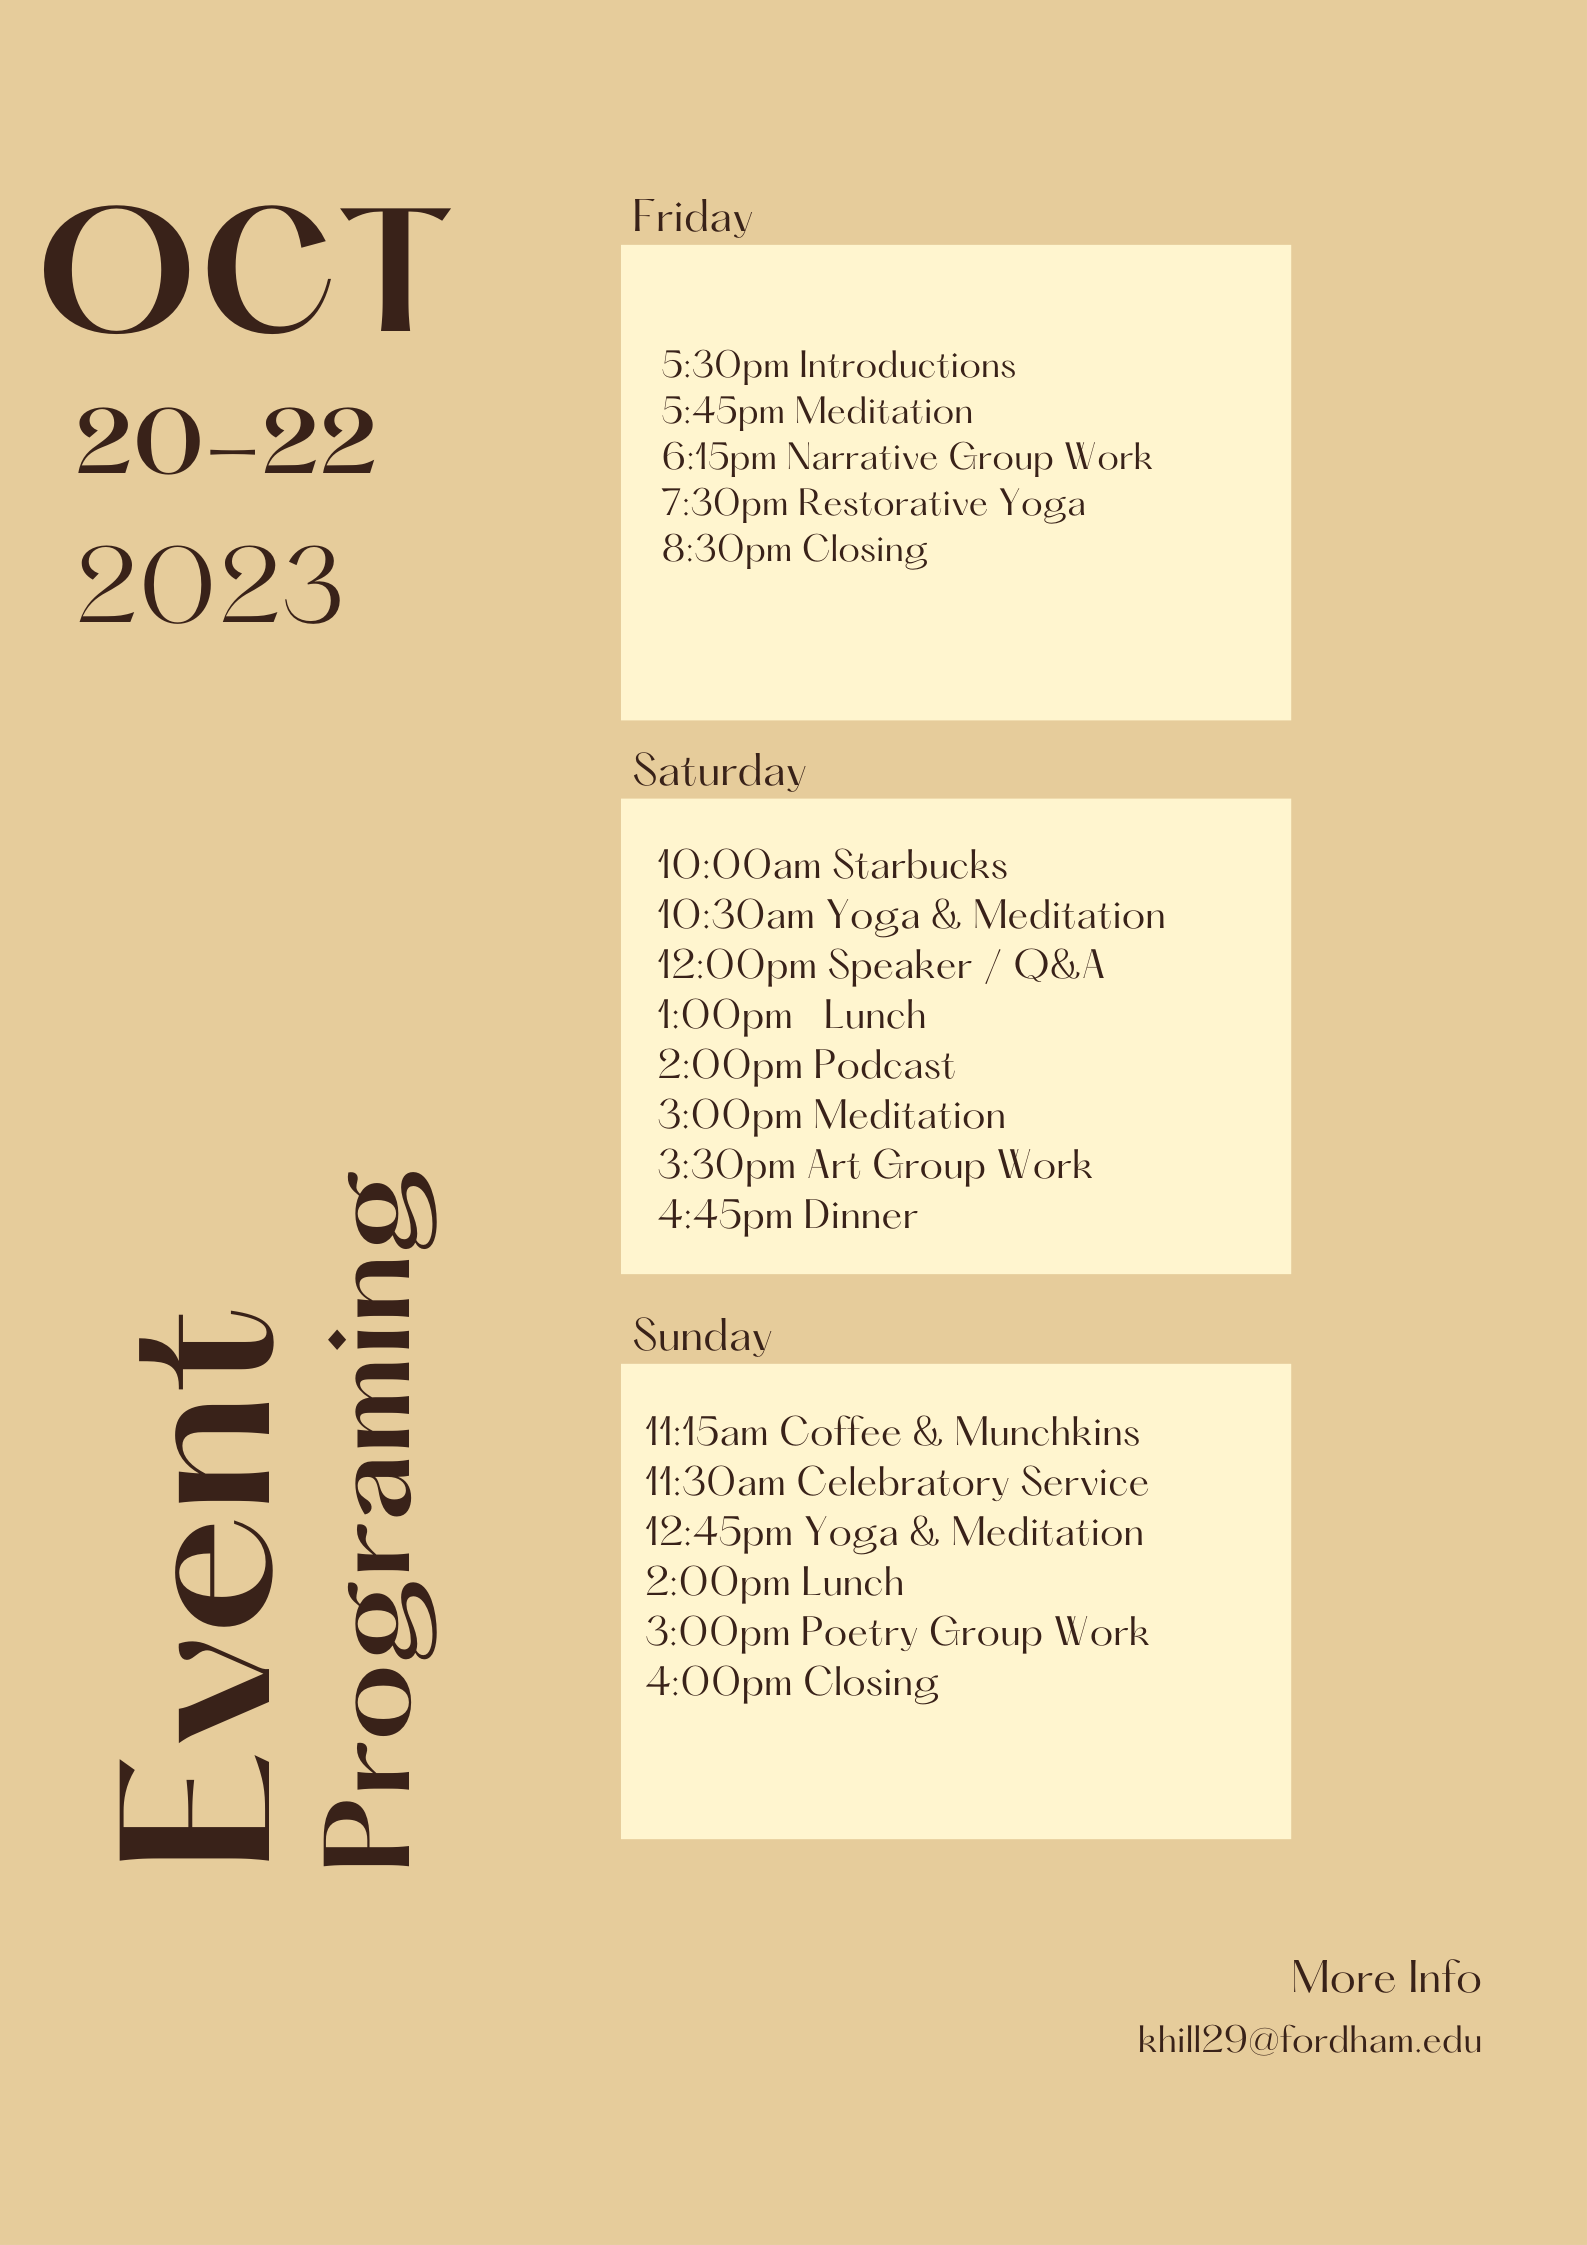 OCT
20-22
2023
Event
Programing
Friday
5:30pm Introductions
5:45pm Meditation
6:15pm Narrative Group Work
7:30pm Restorative Yoga
8:30pm Closing
Saturday
10:00am Starbucks
10:30am Yoga & Meditation
12:00pm Speaker / Q&A
1:00pm   Lunch
2:00pm Podcast
3:00pm Meditation
3:30pm Art Group Work
4:45pm Dinner
Sunday
11:15am Coffee & Munchkins
11:30am Celebratory Service
12:45pm Yoga & Meditation
2:00pm Lunch
3:00pm Poetry Group Work
4:00pm Closing
More Info
khill29@fordham.edu